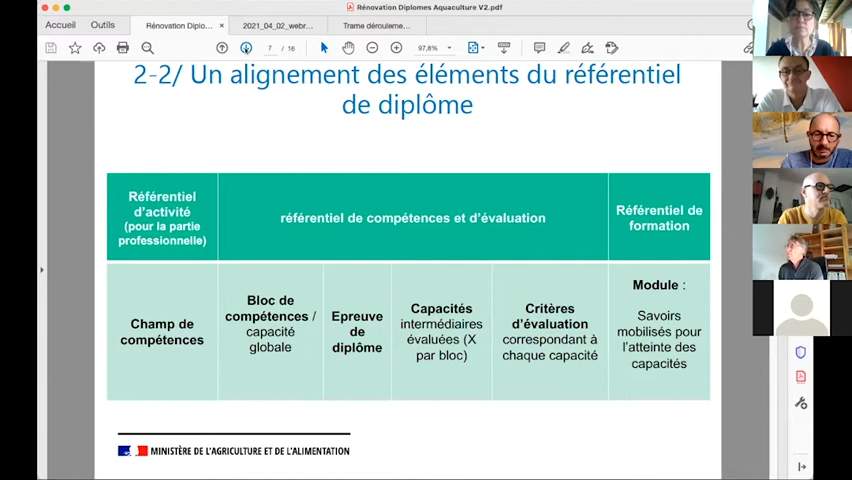 Rénovation Diplomes Aquaculture V2.pdf
Accueil Outils Rénovation Diplo... × 2021_04_02_webr... Trame dérouleme...
7 / 16 97,8%
2-2/ Un alignement des éléments du référentiel
de diplôme
Référentiel
d'activité
(pour la partie
professionnelle)
référentiel de compétences et d'évaluation
Référentiel de
formation
Champ de
compétences
Bloc de
compétences /
capacité
globale
Epreuve
de
diplôme
Capacités
intermédiaires
évaluées (X
par bloc)
Critères
d'évaluation
correspondant à
chaque capacité
Module :
Savoirs
mobilisés pour
l'atteinte des
capacités
MINISTÈRE DE L'AGRICULTURE ET DE L'ALIMENTATION